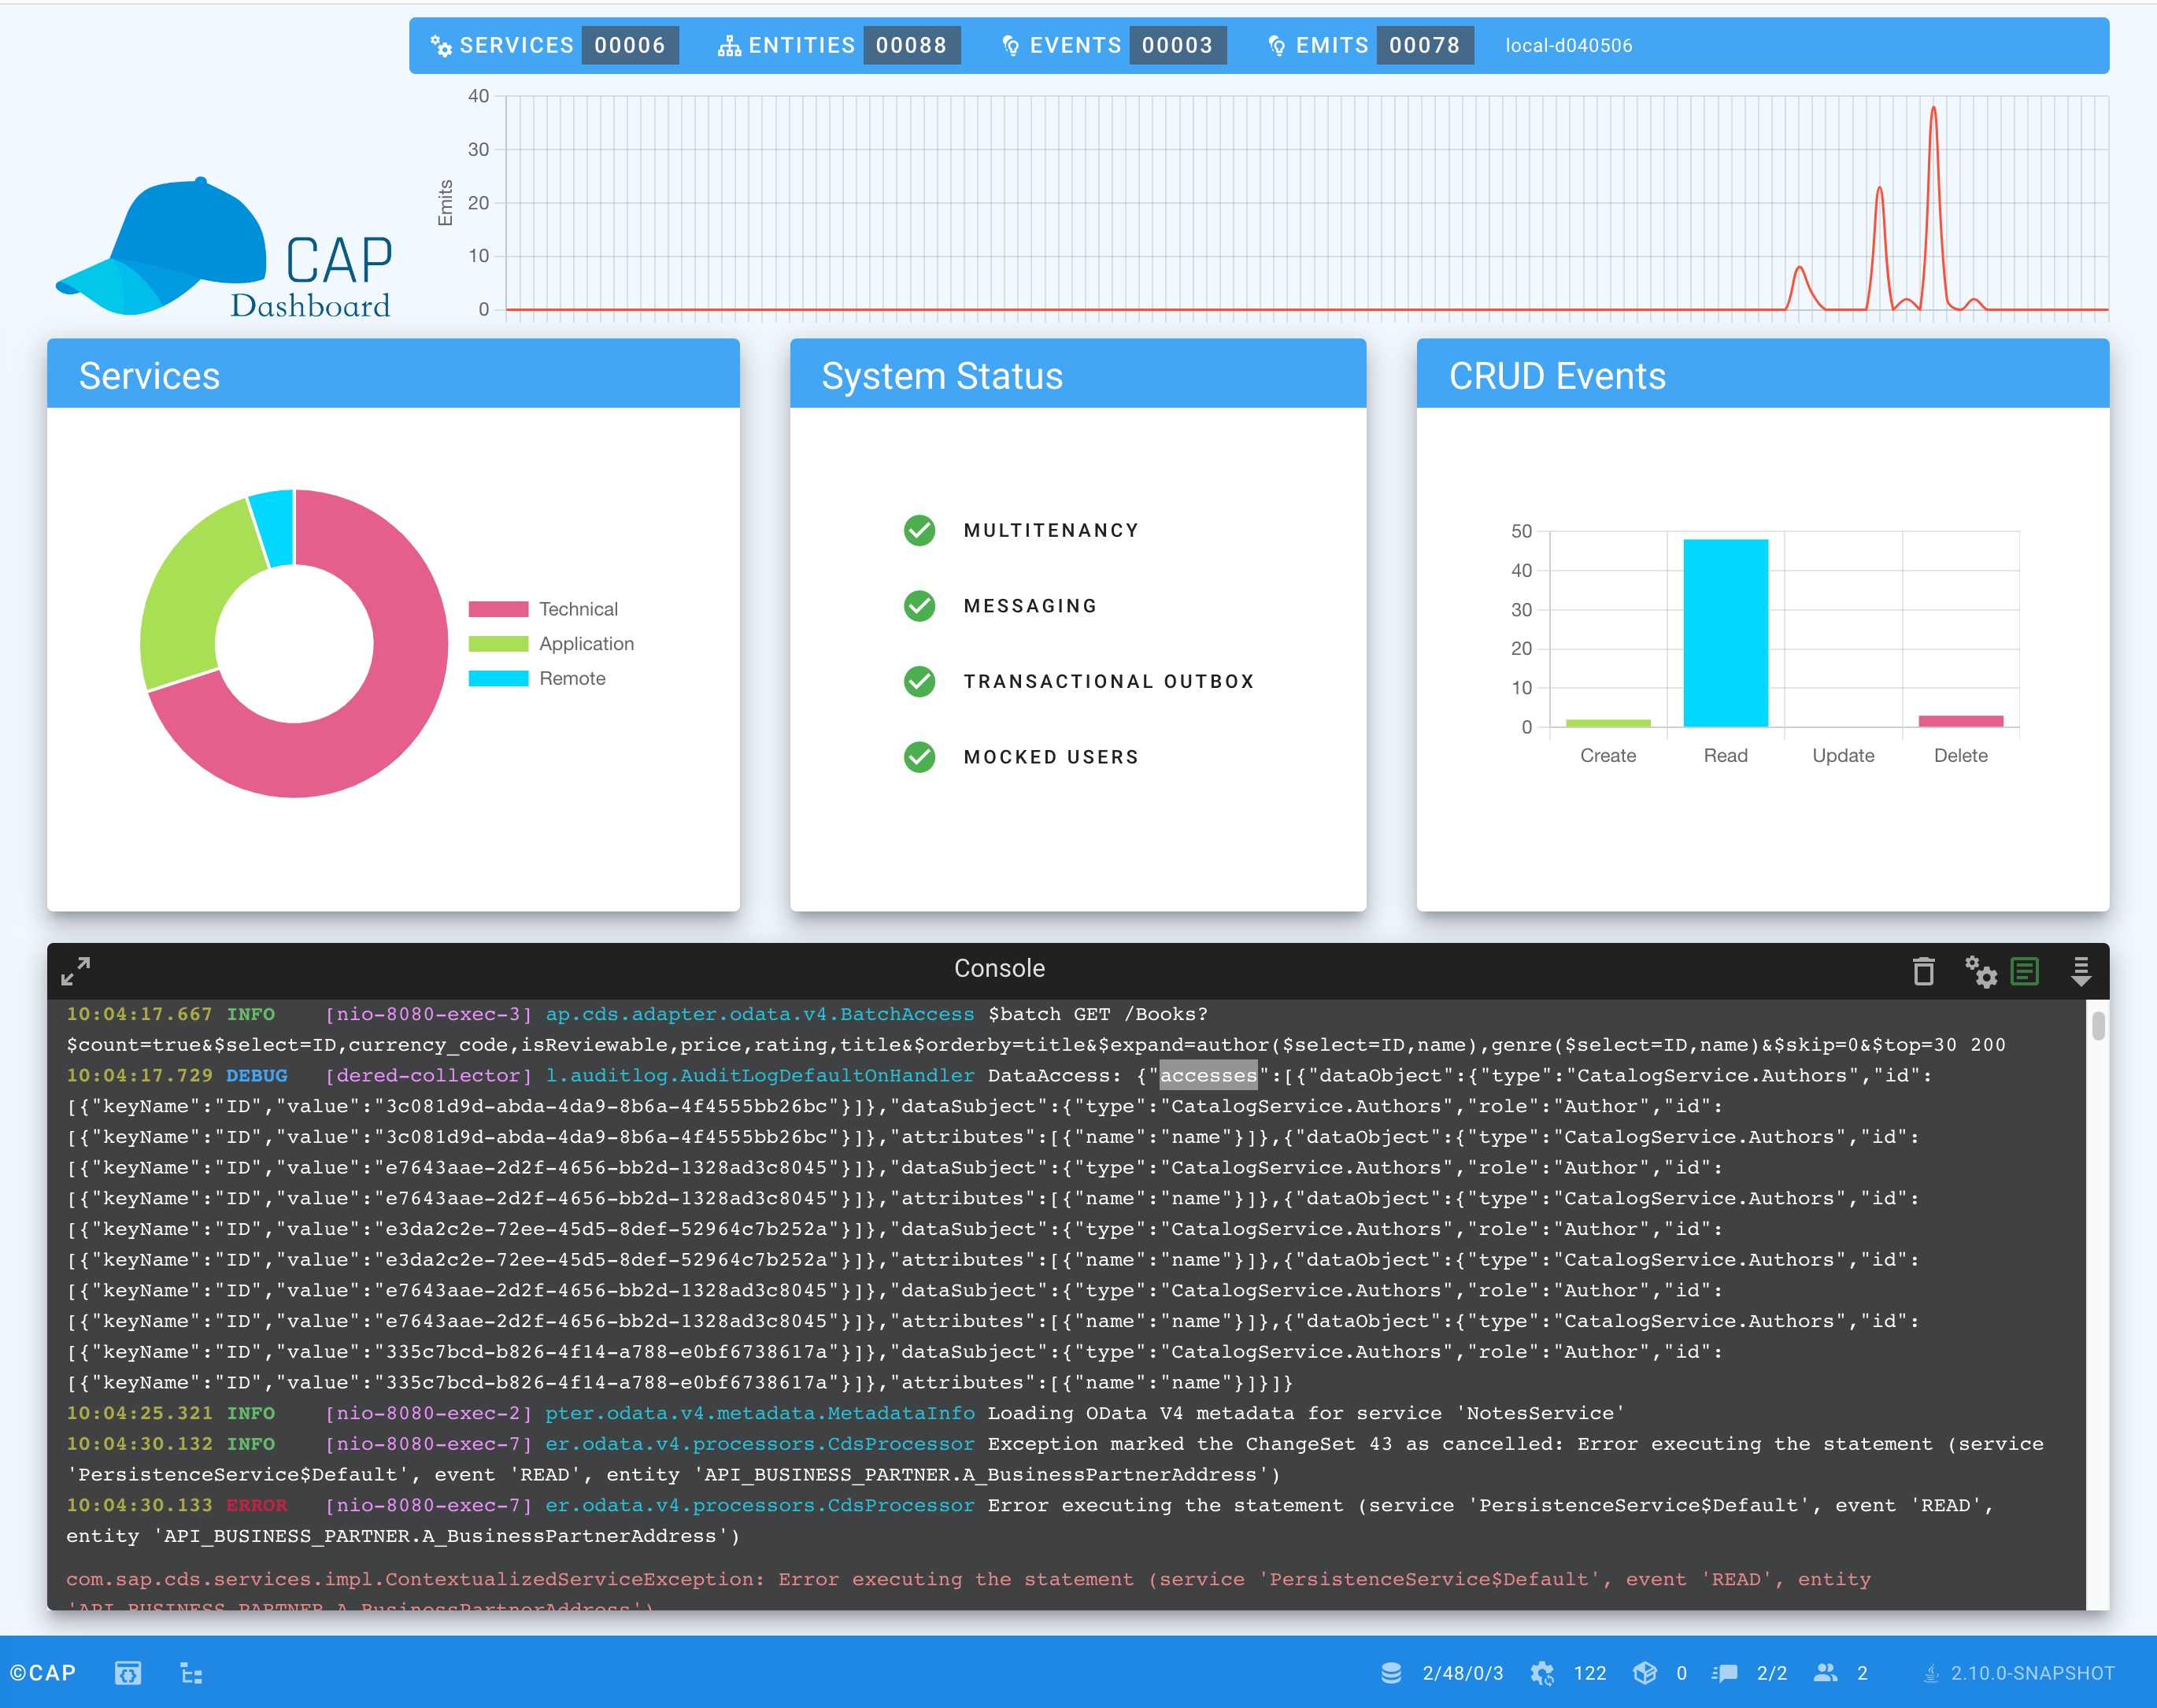 SERVICES 00006 ENTITIES 00088 EVENTS 00003 EMITS 00078 local-d040506
40
30
20
10
0
Emits
CAP
Dashboard
Services
Technical
Application
Remote
System Status
MULTITENANCY
MESSAGING
TRANSACTIONAL OUTBOX
MOCKED USERS
CRUD Events
50
40
30
20
10
0
Create Read Update Delete
Console
10:04:17.667 INFO [nio-8080-exec-3] ap.cds.adapter.odata.v4.BatchAccess $batch GET /Books?
$count=true&$select=ID,currency_code,isReviewable,price,rating,title&$orderby=title&$expand=author($select=ID,name),genre($select=ID,name)&$skip=0&$top=30 200
10:04:17.729 DEBUG [dered-collector] l.auditlog.AuditLogDefaultOnHandler DataAccess: {"accesses":[{"dataObject":{"type":"CatalogService.Authors","id":
[{"keyName":"ID","value":"3c081d9d-abda-4da9-8b6a-4f4555bb26bc"}]},"dataSubject":{"type":"CatalogService.Authors","role":"Author","id":
[{"keyName":"ID","value":"3c081d9d-abda-4da9-8b6a-4f4555bb26bc"}]},"attributes":[{"name":"name"}]},{"dataObject":{"type":"CatalogService.Authors","id":
[{"keyName":"ID","value":"e7643aae-2d2f-4656-bb2d-1328ad3c8045"}]},"dataSubject":{"type":"CatalogService.Authors","role":"Author","id":
[{"keyName":"ID","value":"e7643aae-2d2f-4656-bb2d-1328ad3c8045"}]},"attributes":[{"name":"name"}]},{"dataObject":{"type":"CatalogService.Authors","id":
[{"keyName":"ID","value":"e3da2c2e-72ee-45d5-8def-52964c7b252a"}]},"dataSubject":{"type":"CatalogService.Authors","role":"Author","id":
[{"keyName":"ID","value":"e3da2c2e-72ee-45d5-8def-52964c7b252a"}]},"attributes":[{"name":"name"}]},{"dataObject":{"type":"CatalogService.Authors","id":
[{"keyName":"ID","value":"e7643aae-2d2f-4656-bb2d-1328ad3c8045"}]},"dataSubject":{"type":"CatalogService.Authors","role":"Author","id":
[{"keyName":"ID","value":"e7643aae-2d2f-4656-bb2d-1328ad3c8045"}]},"attributes":[{"name":"name"}]},{"dataObject":{"type":"CatalogService.Authors","id":
[{"keyName":"ID","value":"335c7bcd-b826-4f14-a788-e0bf6738617a"}]},"dataSubject":{"type":"CatalogService.Authors","role":"Author","id":
[{"keyName":"ID","value":"335c7bcd-b826-4f14-a788-e0bf6738617a"}]},"attributes":[{"name":"name"}]}]}
10:04:25.321 INFO [nio-8080-exec-2] pter.odata.v4.metadata.MetadataInfo Loading OData V4 metadata for service 'NotesService'
10:04:30.132 INFO [nio-8080-exec-7] er.odata.v4.processors.CdsProcessor Exception marked the ChangeSet 43 as cancelled: Error executing the statement (service
'PersistenceService$Default', event 'READ', entity 'API_BUSINESS_PARTNER.A_BusinessPartnerAddress')
10:04:30.133 ERROR [nio-8080-exec-7] er.odata.v4.processors.CdsProcessor Error executing the statement (service 'PersistenceService$Default', event 'READ',
entity 'API_BUSINESS_PARTNER.A_BusinessPartnerAddress')
com.sap.cds.services.impl.ContextualizedServiceException: Error executing the statement (service 'PersistenceService$Default', event 'READ', entity
'API_BUSINESS_PARTNER.A_BusinessPartnerAddress')
©CAP 2/48/0/3 122 0 2/2 2 2.10.0-SNAPSHOT